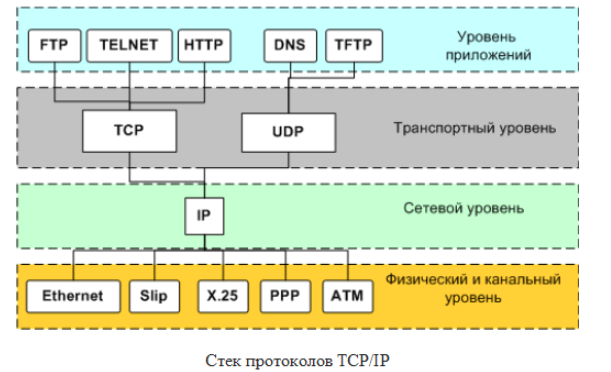 FTP TELNET HTTP DNS TFTP Уровень
приложений
TCP UDP Транспортный уровень
IP Сетевой уровень
Физический и канальный
уровень
Ethernet Slip X.25 PPP ATM
Стек протоколов TCP/IP